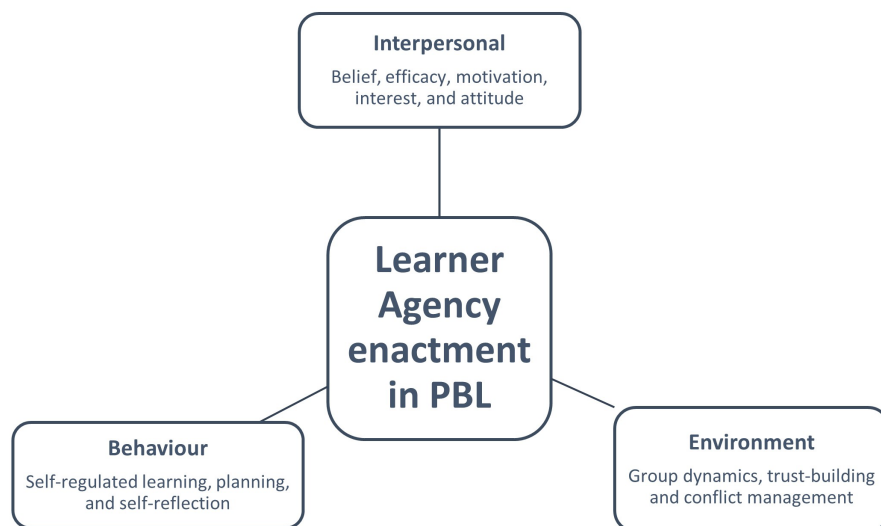 Interpersonal
Belief, efficacy, motivation,
interest, and attitude
Learner
Agency
enactment
in PBL
Behaviour
Self-regulated learning, planning,
and self-reflection
Environment
Group dynamics, trust-building
and conflict management